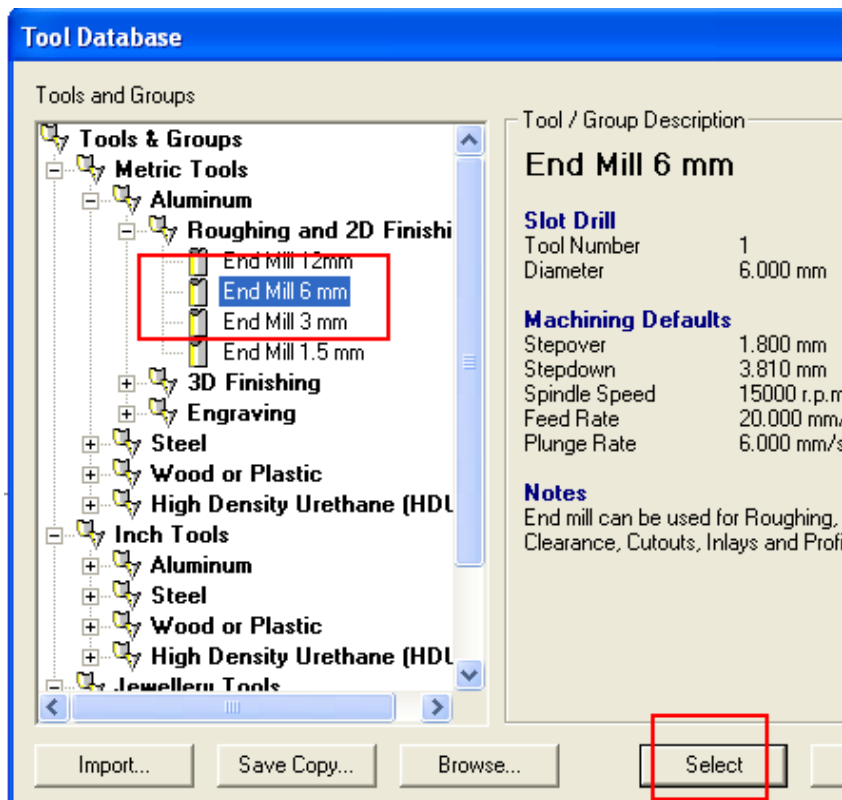 Tool Database
Tools and Groups
Tools & Groups
Metric Tools
Aluminum
Roughing and 2D Finishi
End Mill 12mm
End Mill 6 mm
End Mill 3 mm
End Mill 1.5 mm
3D Finishing
Engraving
Steel
Wood or Plastic
High Density Urethane (HDU
Inch Tools
Aluminum
Steel
Wood or Plastic
High Density Urethane (HDU
Jewellery Tools
Tool / Group Description
End Mill 6 mm
Slot Drill
Tool Number 1
Diameter 6.000 mm
Machining Defaults
Stepover 1.800 mm
Stepdown 3.810 mm
Spindle Speed 15000 r.p.m
Feed Rate 20.000 mm/
Plunge Rate 6.000 mm/s
Notes
End mill can be used for Roughing,
Clearance, Cutouts, Inlays and Profi
Import... Save Copy... Browse... Select